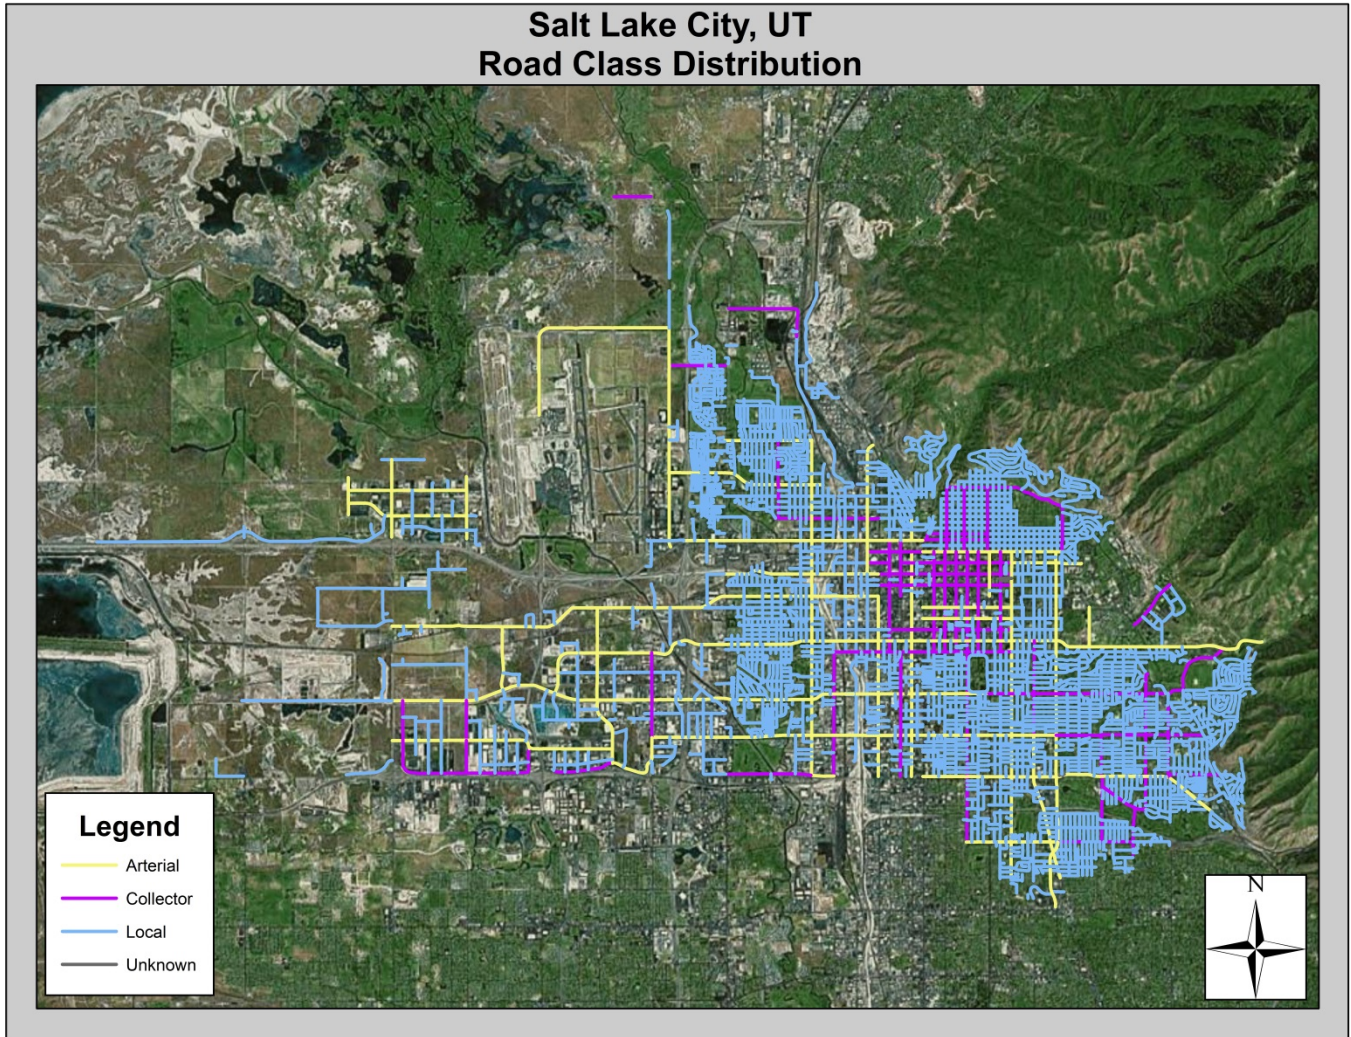 Salt Lake City, UT
Road Class Distribution
Legend
Arterial
Collector
Local
Unknown
N